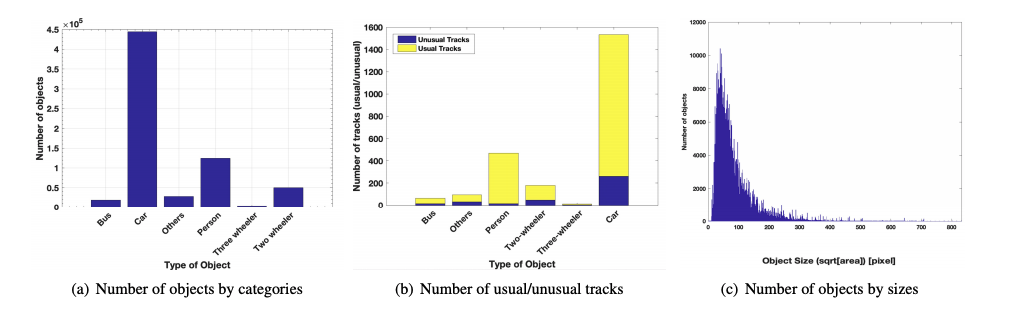 ×10⁵
4.5
4
3.5
3
2.5
2
1.5
1
0.5
0
Number of objects
Bus
Car
Others
Person
Three wheeler
Two wheeler
Type of Object
(a) Number of objects by categories
1600
1400
1200
1000
800
600
400
200
0
Number of tracks (usual/unusual)
Unusual Tracks
Usual Tracks
Bus
Others
Person
Two-wheeler
Three-wheeler
Car
Type of Object
(b) Number of usual/unusual tracks
12000
10000
8000
6000
4000
2000
0
Number of objects
0 100 200 300 400 500 600 700 800
Object Size (sqrt[area]) [pixel]
(c) Number of objects by sizes